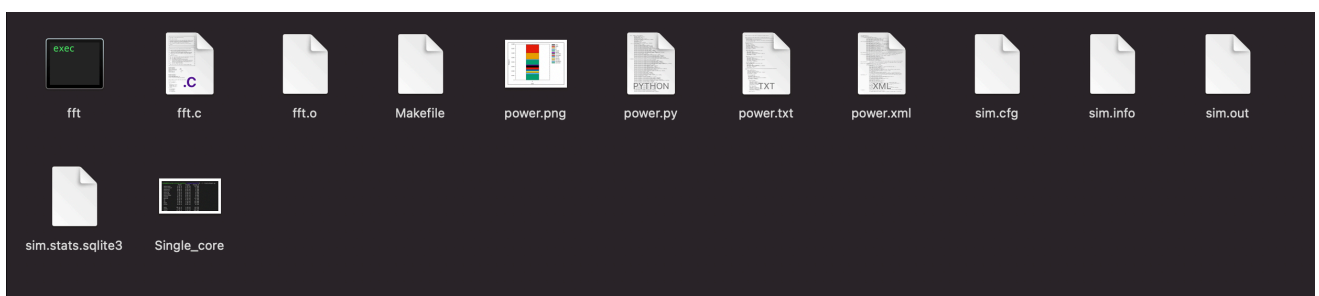 exec
.C
PYTHON
TXT
XML
fft
fft.c
fft.o
Makefile
power.png
power.py
power.txt
power.xml
sim.cfg
sim.info
sim.out
sim.stats.sqlite3
Single_core